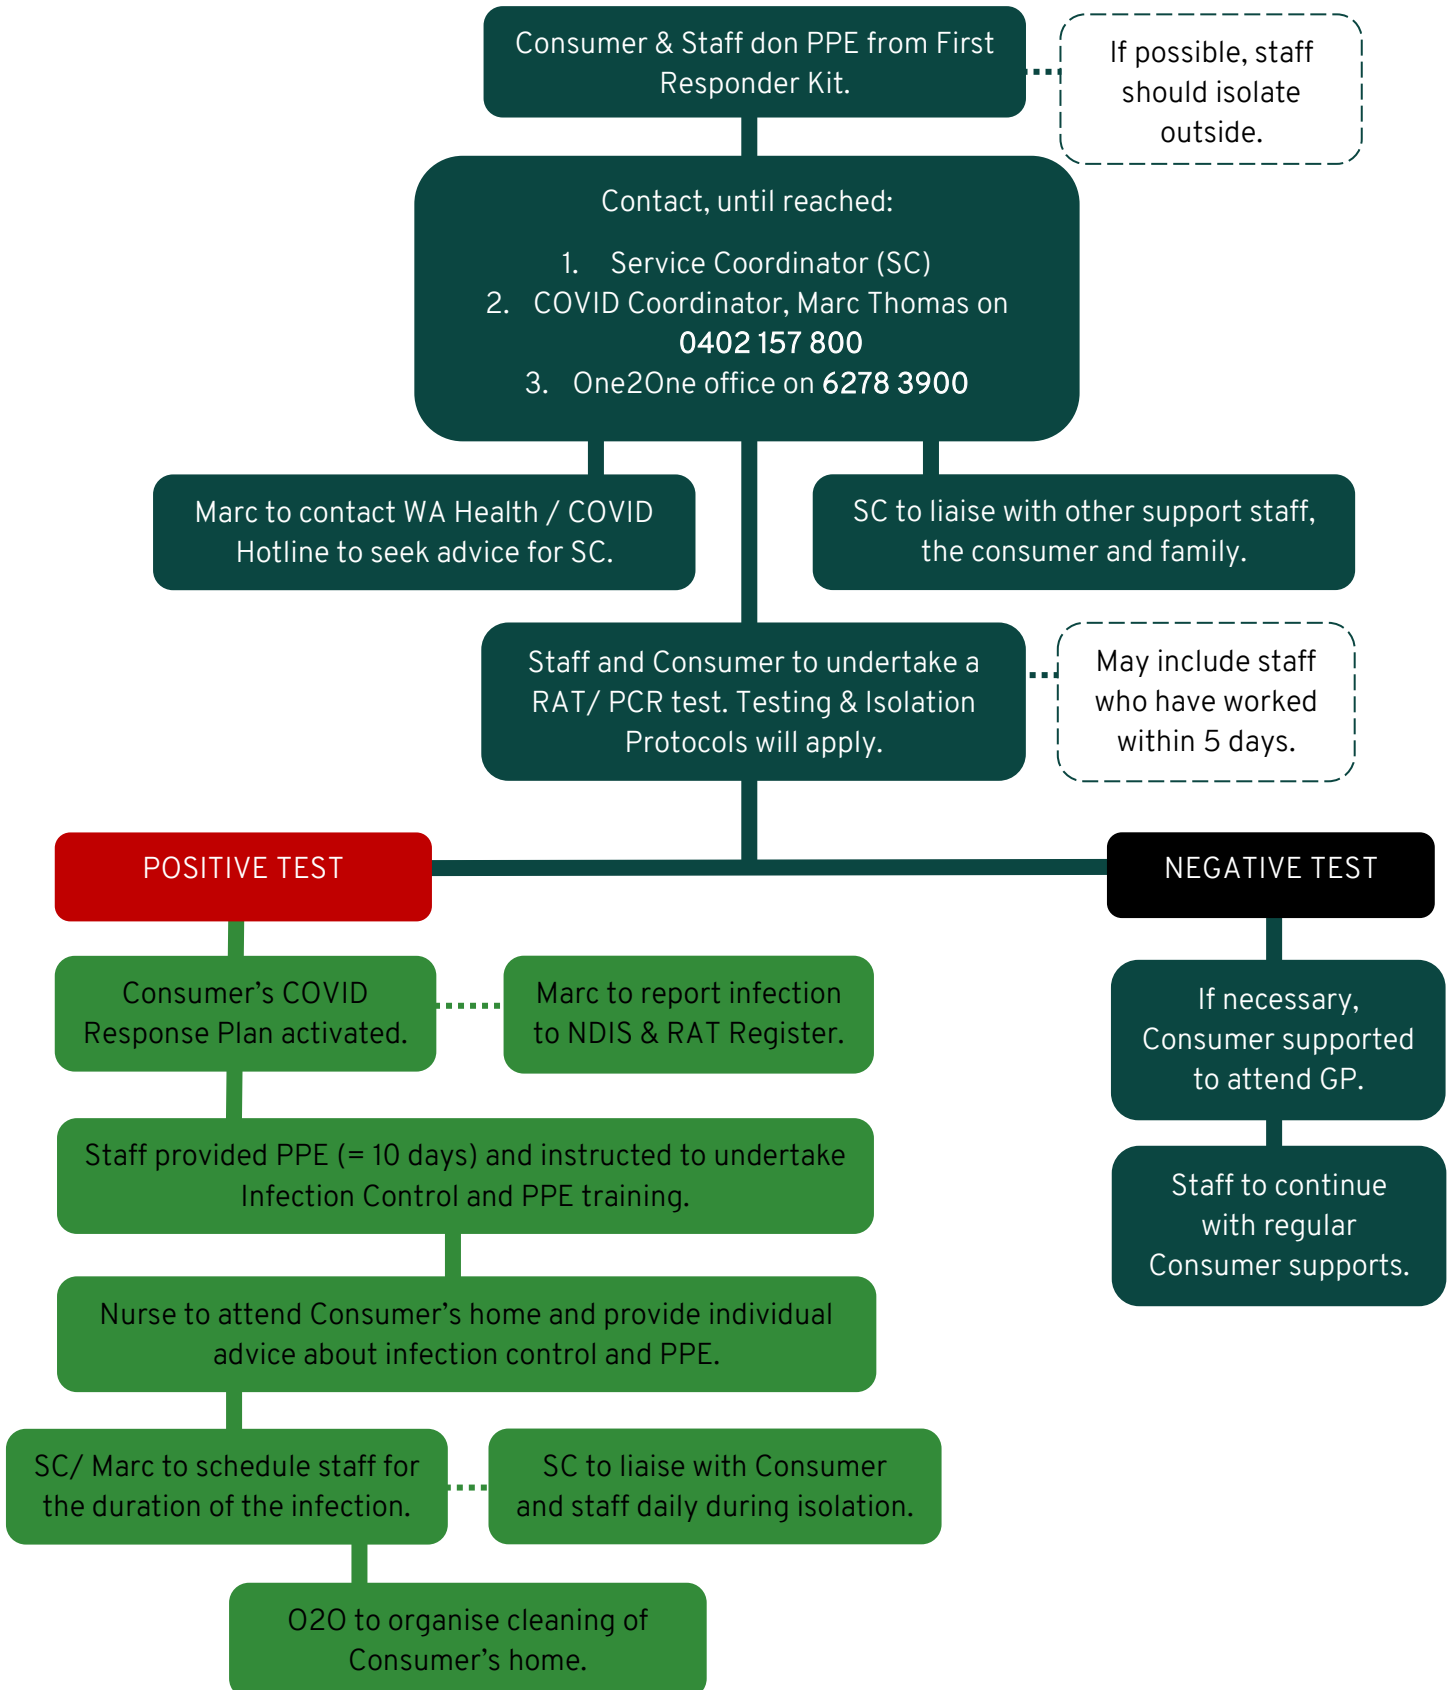 Consumer & Staff don PPE from First
Responder Kit.
If possible, staff
should isolate
outside.
Contact, until reached:
1. Service Coordinator (SC)
2. COVID Coordinator, Marc Thomas on
0402 157 800
3. One2One office on 6278 3900
Marc to contact WA Health / COVID
Hotline to seek advice for SC.
SC to liaise with other support staff,
the consumer and family.
Staff and Consumer to undertake a
RAT/ PCR test. Testing & Isolation
Protocols will apply.
May include staff
who have worked
within 5 days.
POSITIVE TEST
NEGATIVE TEST
Consumer's COVID
Response Plan activated.
Marc to report infection
to NDIS & RAT Register.
If necessary,
Consumer supported
to attend GP.
Staff provided PPE (= 10 days) and instructed to undertake
Infection Control and PPE training.
Staff to continue
with regular
Consumer supports.
Nurse to attend Consumer's home and provide individual
advice about infection control and PPE.
SC/ Marc to schedule staff for
the duration of the infection.
SC to liaise with Consumer
and staff daily during isolation.
O2O to organise cleaning of
Consumer's home.